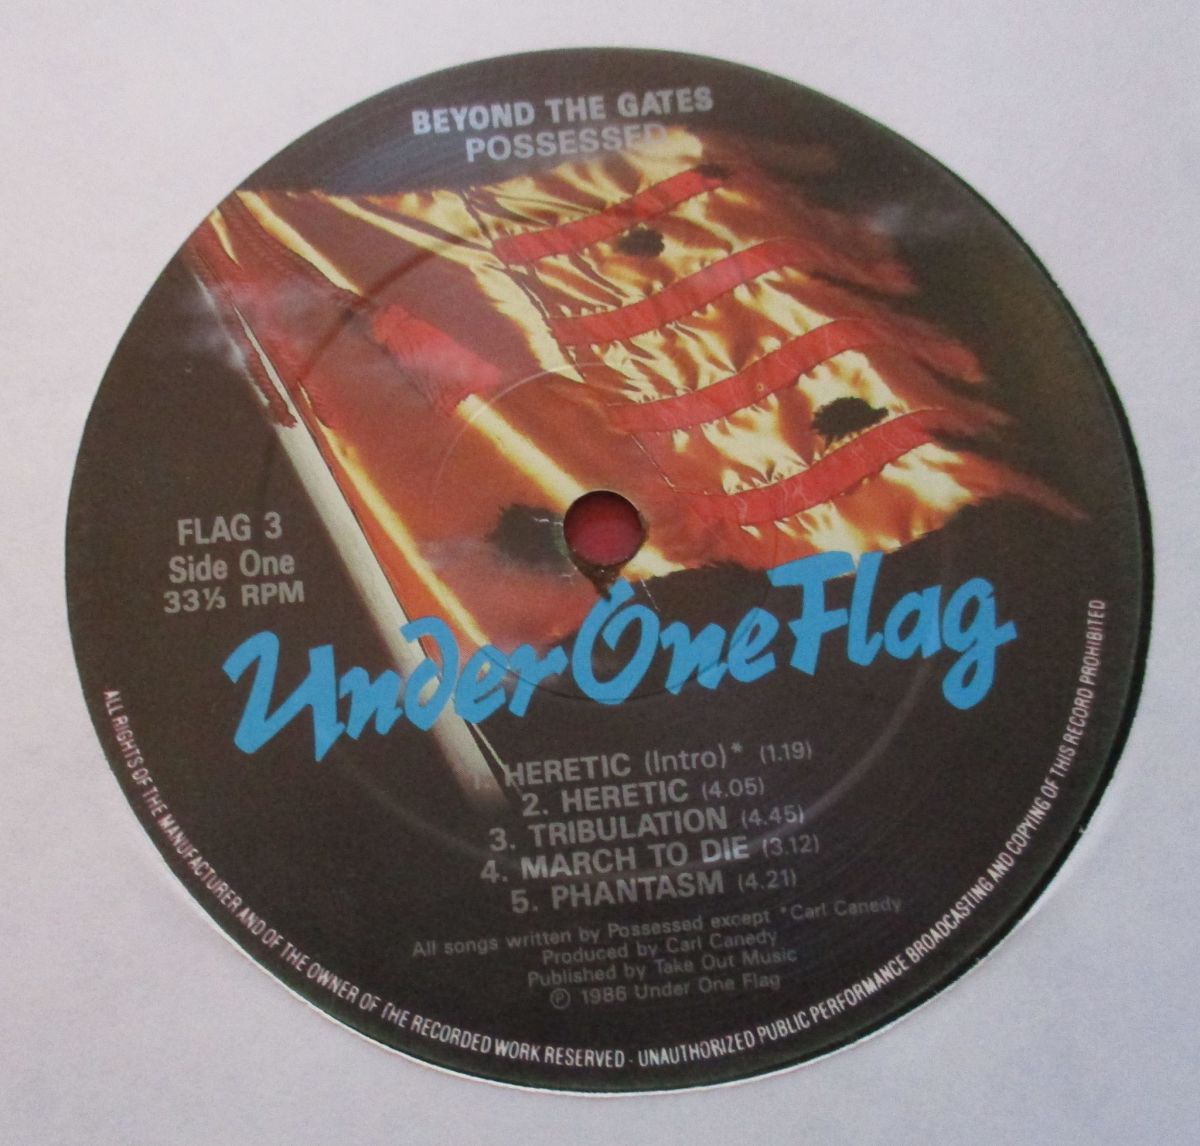 BEYOND THE GATES
POSSESSED
FLAG 3
Side One
33⅓ RPM
Under One Flag
1. HERETIC (Intro)* (1.19)
2. HERETIC (4.05)
3. TRIBULATION (4.45)
4. MARCH TO DIE (3.12)
5. PHANTASM (4.21)
All songs written by Possessed except *Carl Canedy
Produced by Carl Canedy
Published by Take Out Music
℗ 1986 Under One Flag
ALL RIGHTS OF THE MANUFACTURER AND OF THE OWNER OF THE RECORDED WORK RESERVED - UNAUTHORIZED PUBLIC PERFORMANCE BROADCASTING AND COPYING OF THIS RECORD PROHIBITED